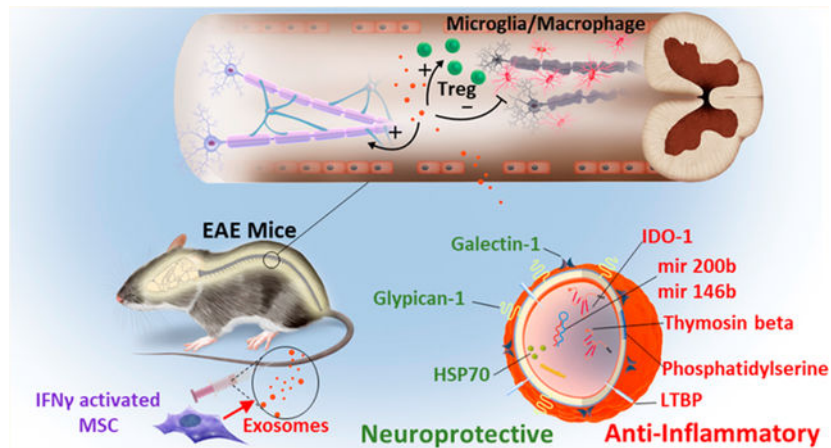 Microglia/Macrophage
+
Treg
−
+
EAE Mice
IFNγ activated
MSC
Exosomes
Galectin-1
Glypican-1
HSP70
IDO-1
mir 200b
mir 146b
Thymosin beta
Phosphatidylserine
LTBP
Neuroprotective
Anti-Inflammatory